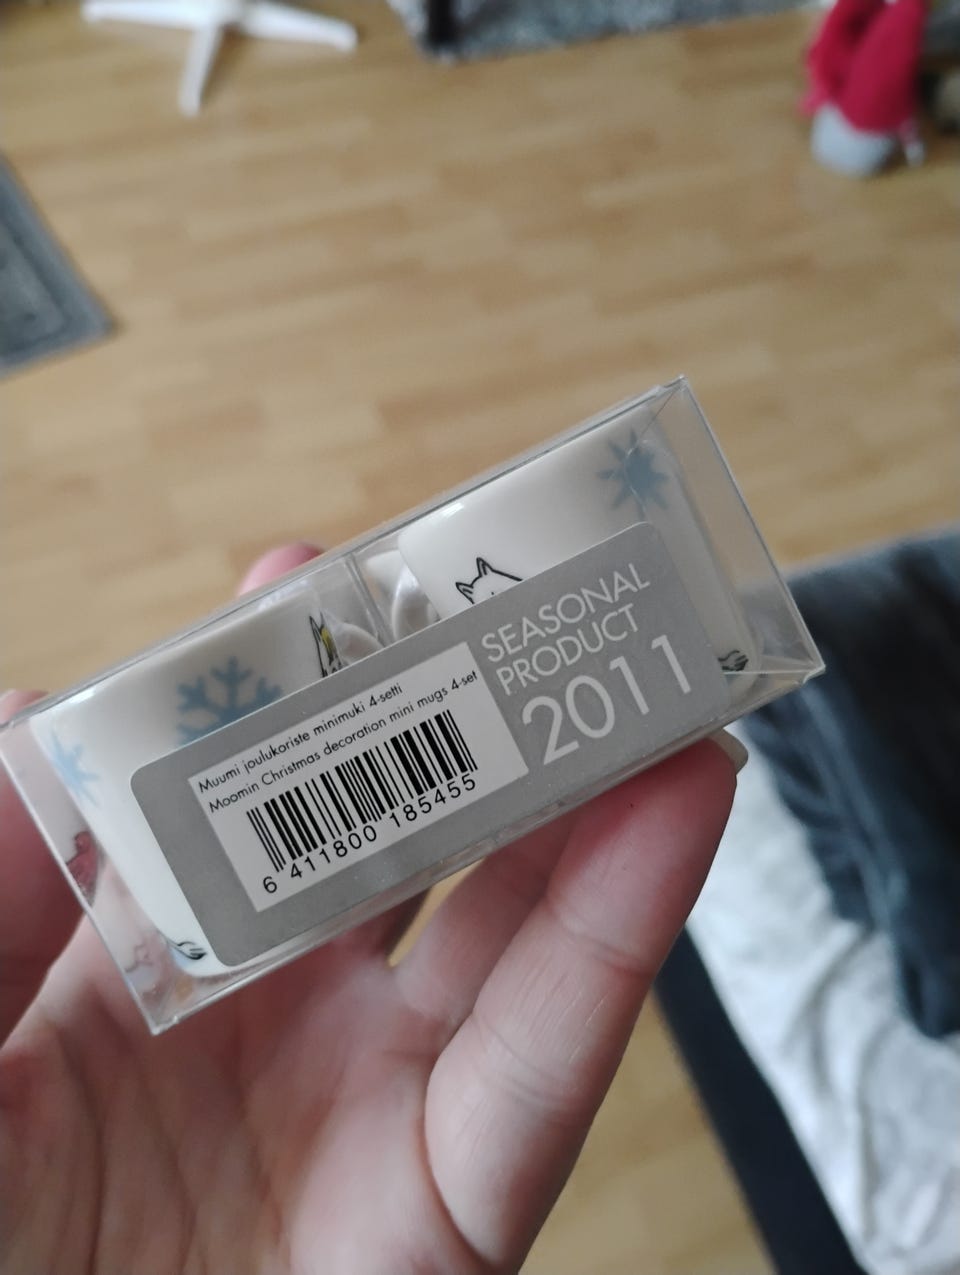 SEASONAL
PRODUCT
2011
Muumi joulukoriste minimuki 4-setti
Moomin Christmas decoration mini mugs 4-set
6 411800 185455